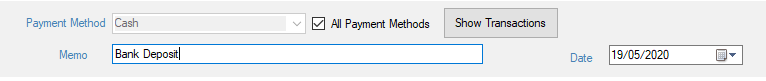 Payment Method Cash All Payment Methods Show Transactions
Memo Bank Deposit Date 19/05/2020